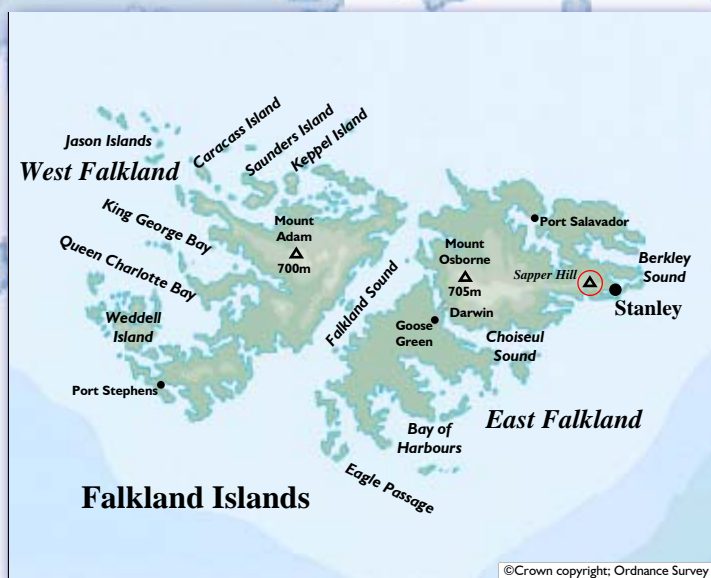 Jason Islands
Caracass Island
Saunders Island
Keppel Island
West Falkland
King George Bay
Mount
Adam
700m
Port Salavador
Queen Charlotte Bay
Mount
Osborne
705m
Sapper Hill
Berkley
Sound
Stanley
Falkland Sound
Weddell
Island
Darwin
Goose
Green
Choiseul
Sound
Port Stephens
East Falkland
Bay of
Harbours
Eagle Passage
Falkland Islands
©Crown copyright; Ordnance Survey